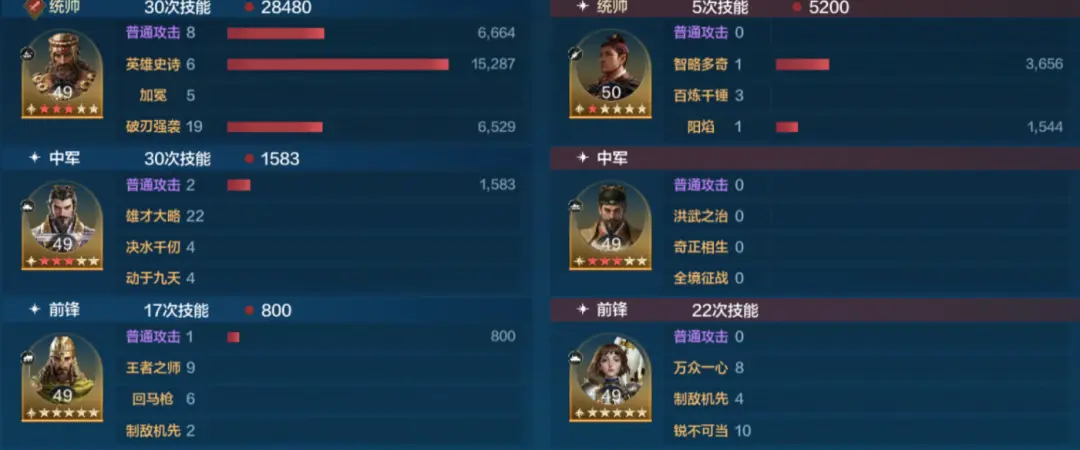 统帅 30次技能 28480
49
普通攻击 8 6,664
英雄史诗 6 15,287
加冕 5
破刃强袭 19 6,529
中军 30次技能 1583
49
普通攻击 2 1,583
雄才大略 22
决水千仞 4
动于九天 4
前锋 17次技能 800
49
普通攻击 1 800
王者之师 9
回马枪 6
制敌机先 2
统帅 5次技能 5200
50
普通攻击 0
智略多奇 1 3,656
百炼千锤 3
阳焰 1 1,544
中军
49
普通攻击 0
洪武之治 0
奇正相生 0
全境征战 0
前锋 22次技能
49
普通攻击 0
万众一心 8
制敌机先 4
锐不可当 10